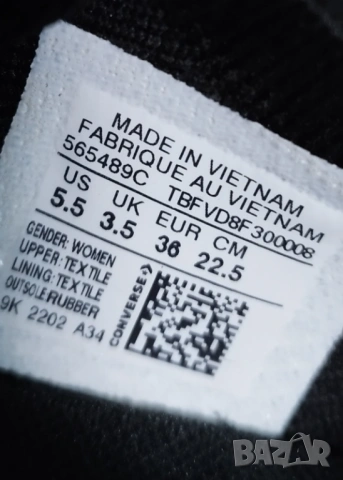 MADE IN VIETNAM
FABRIQUE AU VIETNAM
565489C TBFVD8F300008
US UK EUR CM
5.5 3.5 36 22.5
GENDER: WOMEN
UPPER: TEXTILE
LINING: TEXTILE
OUTSOLE: RUBBER
9K 2202 A34
CONVERSE
BAZAR